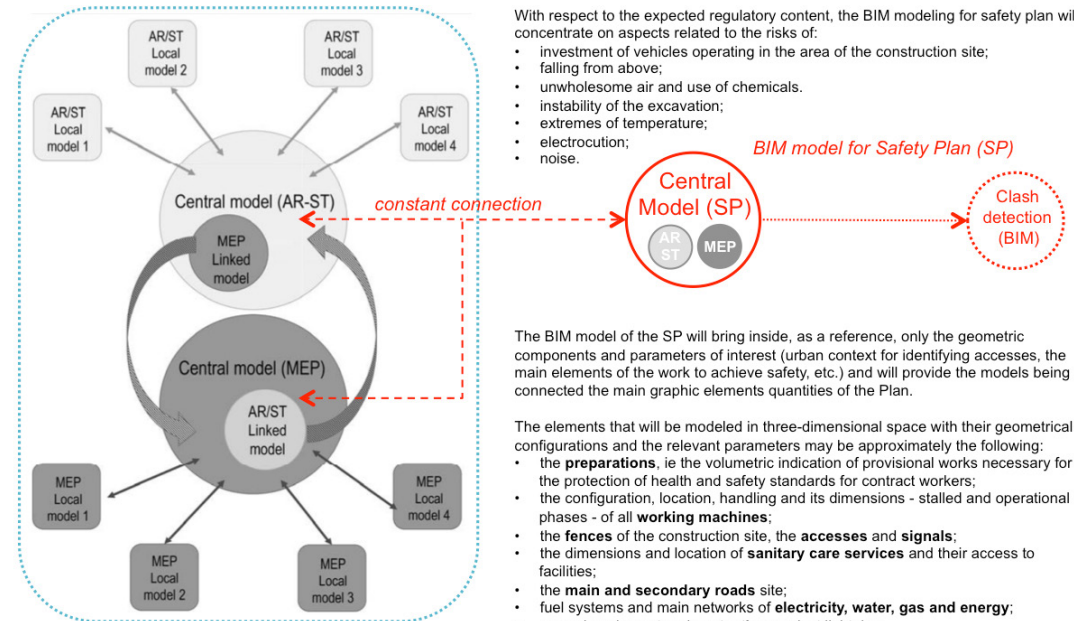 AR/ST
Local
model 2
AR/ST
Local
model 3
AR/ST
Local
model 1
AR/ST
Local
model 4
Central model (AR-ST)
MEP
Linked
model
Central model (MEP)
AR/ST
Linked
model
MEP
Local
model 1
MEP
Local
model 4
MEP
Local
model 2
MEP
Local
model 3
constant connection
With respect to the expected regulatory content, the BIM modeling for safety plan wil
concentrate on aspects related to the risks of:
• investment of vehicles operating in the area of the construction site;
• falling from above;
• unwholesome air and use of chemicals.
• instability of the excavation;
• extremes of temperature;
• electrocution;
• noise.
BIM model for Safety Plan (SP)
Central
Model (SP)
AR
ST
MEP
Clash
detection
(BIM)
The BIM model of the SP will bring inside, as a reference, only the geometric
components and parameters of interest (urban context for identifying accesses, the
main elements of the work to achieve safety, etc.) and will provide the models being
connected the main graphic elements quantities of the Plan.
The elements that will be modeled in three-dimensional space with their geometrical
configurations and the relevant parameters may be approximately the following:
• the preparations, ie the volumetric indication of provisional works necessary for
the protection of health and safety standards for contract workers;
• the configuration, location, handling and its dimensions - stalled and operational
phases - of all working machines;
• the fences of the construction site, the accesses and signals;
• the dimensions and location of sanitary care services and their access to
facilities;
• the main and secondary roads site;
• fuel systems and main networks of electricity, water, gas and energy;